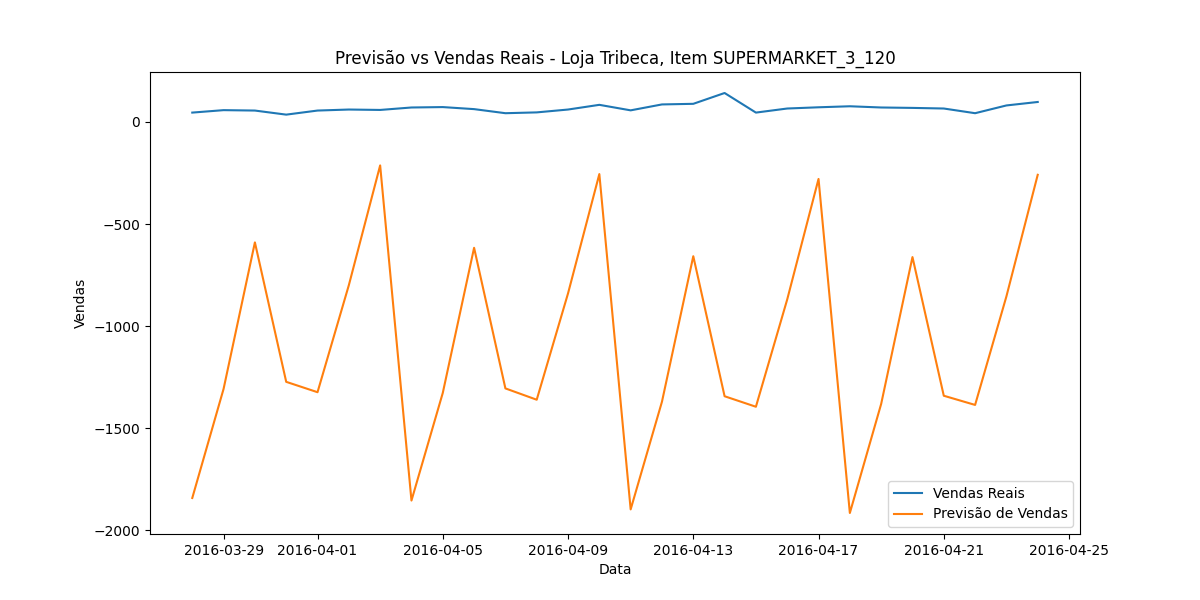 Previsão vs Vendas Reais - Loja Tribeca, Item SUPERMARKET_3_120
Vendas
0
−500
−1000
−1500
−2000
Vendas Reais
Previsão de Vendas
2016-03-29 2016-04-01 2016-04-05 2016-04-09 2016-04-13 2016-04-17 2016-04-21 2016-04-25
Data